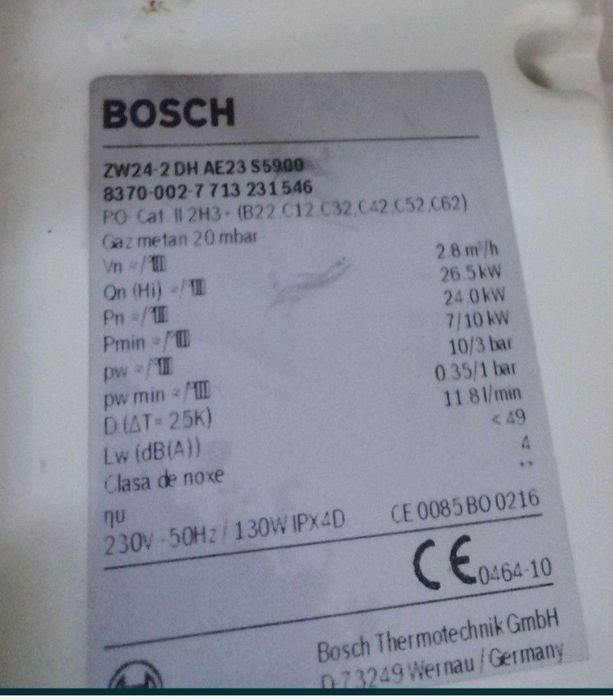 BOSCH
ZW24-2 DH AE23 S5900
8370-002-7 713 231 546
RO- Cat. II 2H3+ (B22,C12,C32,C42,C52,C62)
Gaz metan 20 mbar
Vn 2.8 m³/h
Qn (Hi) 26.5 kW
Pn 24.0 kW
Pmin 7/10 kW
pw 10/3 bar
pw min 0.35/1 bar
D (ΔT= 25K) 11.8 l/min
Lw (dB(A)) < 49
Clasa de noxe 4
ηu **
230V - 50Hz / 130W IPX4D CE 0085 BO 0216
CE 0464-10
Bosch Thermotechnik GmbH
D-73249 Wernau / Germany